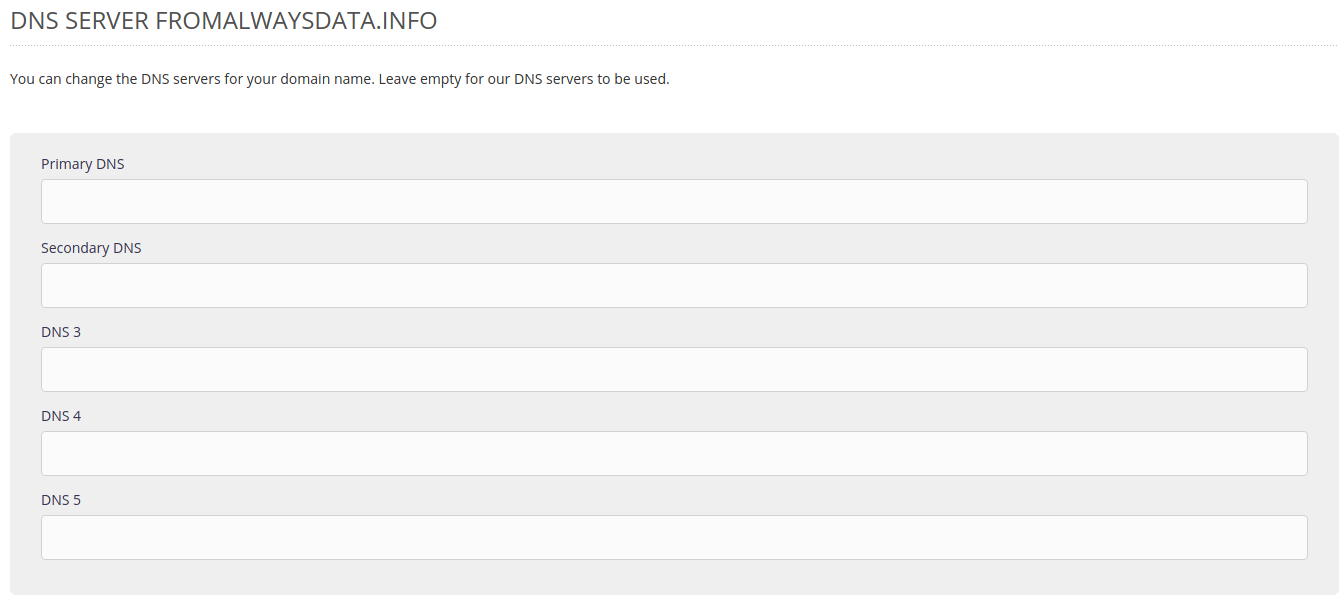 DNS SERVER FROMALWAYSDATA.INFO
You can change the DNS servers for your domain name. Leave empty for our DNS servers to be used.
Primary DNS
Secondary DNS
DNS 3
DNS 4
DNS 5